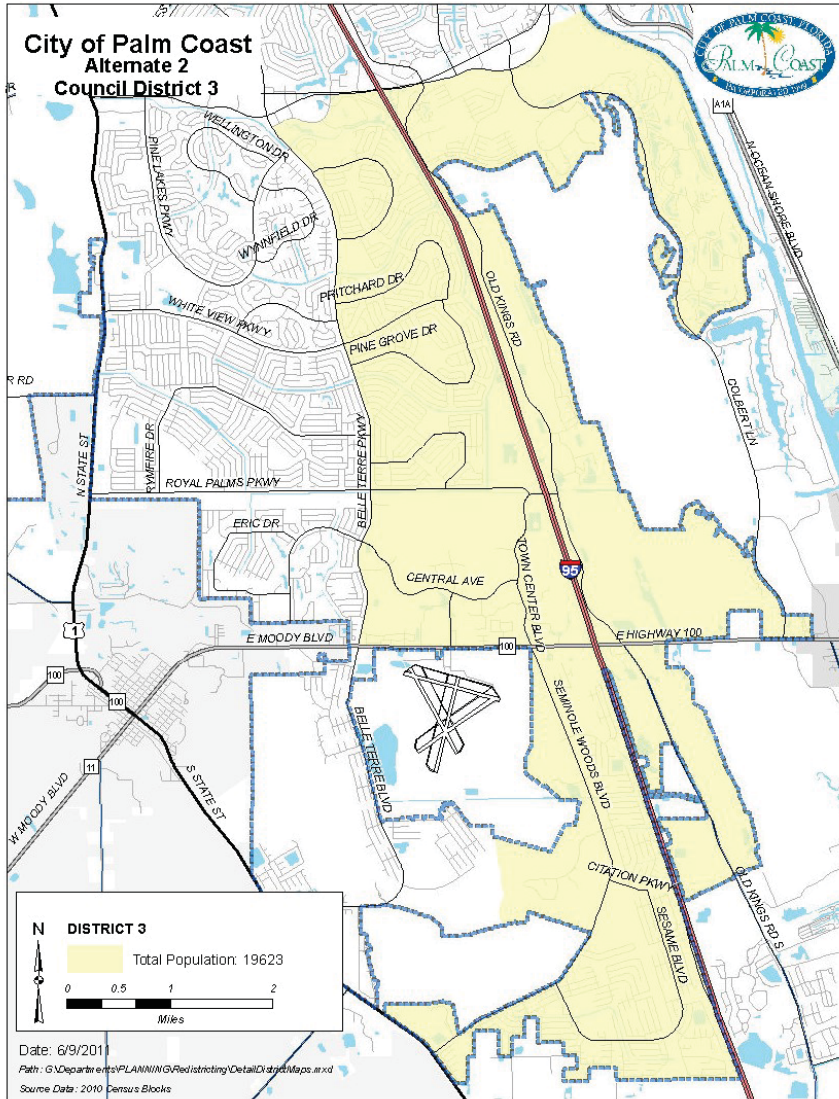 City of Palm Coast
Alternate 2
Council District 3
CITY OF PALM COAST, FLORIDA
PALM COAST
INCORPORATED 1999
A1A
N OCEAN SHORE BLVD
WELLINGTON DR
PINE LAKES PKWY
WYNNFIELD DR
PRITCHARD DR
OLD KINGS RD
WHITE VIEW PKWY
PINE GROVE DR
R RD
COLBERT LN
N STATE ST
RYMFIRE DR
BELLE TERRE PKWY
ROYAL PALMS PKWY
ERIC DR
CENTRAL AVE
TOWN CENTER BLVD
95
1
E MOODY BLVD
100
E HIGHWAY 100
100
100
SEMINOLE WOODS BLVD
BELLE TERRE BLVD
11
W MOODY BLVD
S STATE ST
CITATION PKWY
OLD KINGS RD S
SESAME BLVD
N
DISTRICT 3
Total Population: 19623
0 0.5 1 2
Miles
Date: 6/9/2011
Path: G:\Departments\PLANNING\Redistricting\DetailDistrictMaps.mxd
Source Data: 2010 Census Blocks